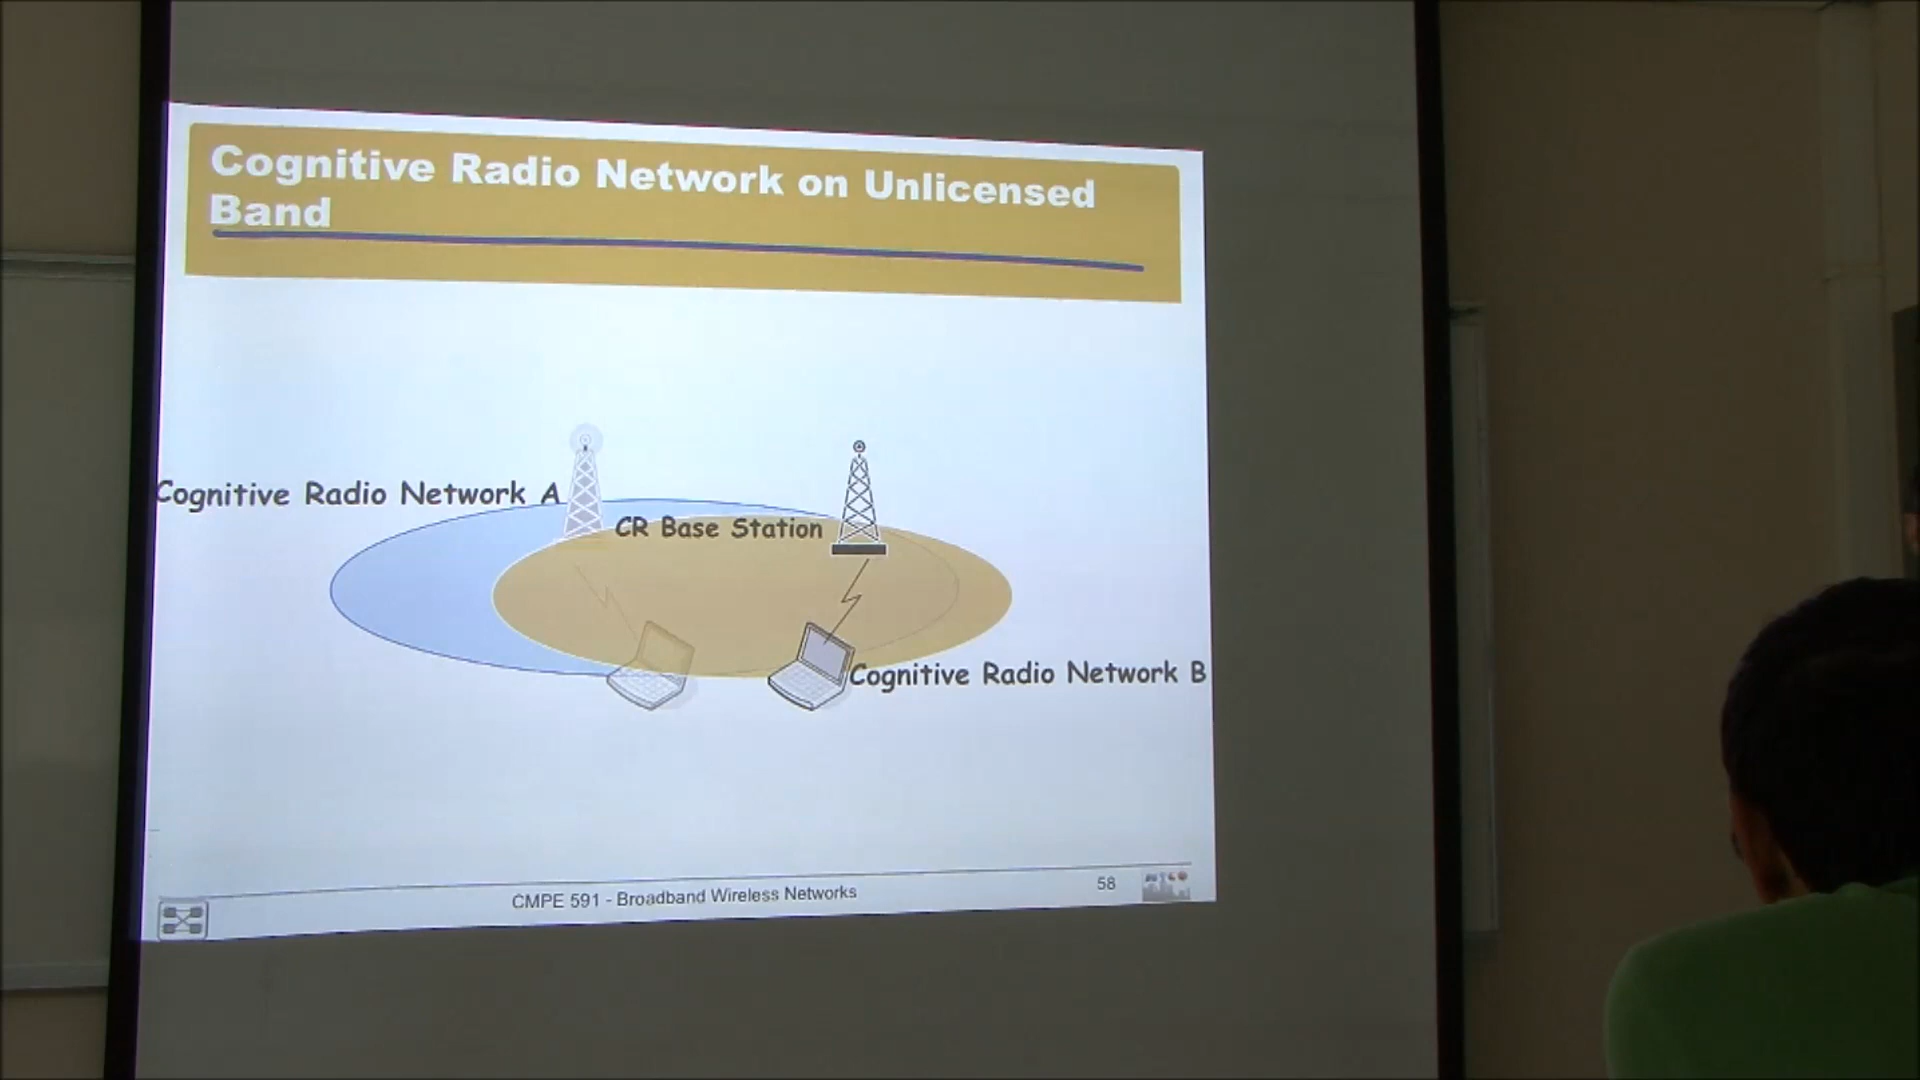 Cognitive Radio Network on Unlicensed
Band
Cognitive Radio Network A
CR Base Station
Cognitive Radio Network B
CMPE 591 - Broadband Wireless Networks
58